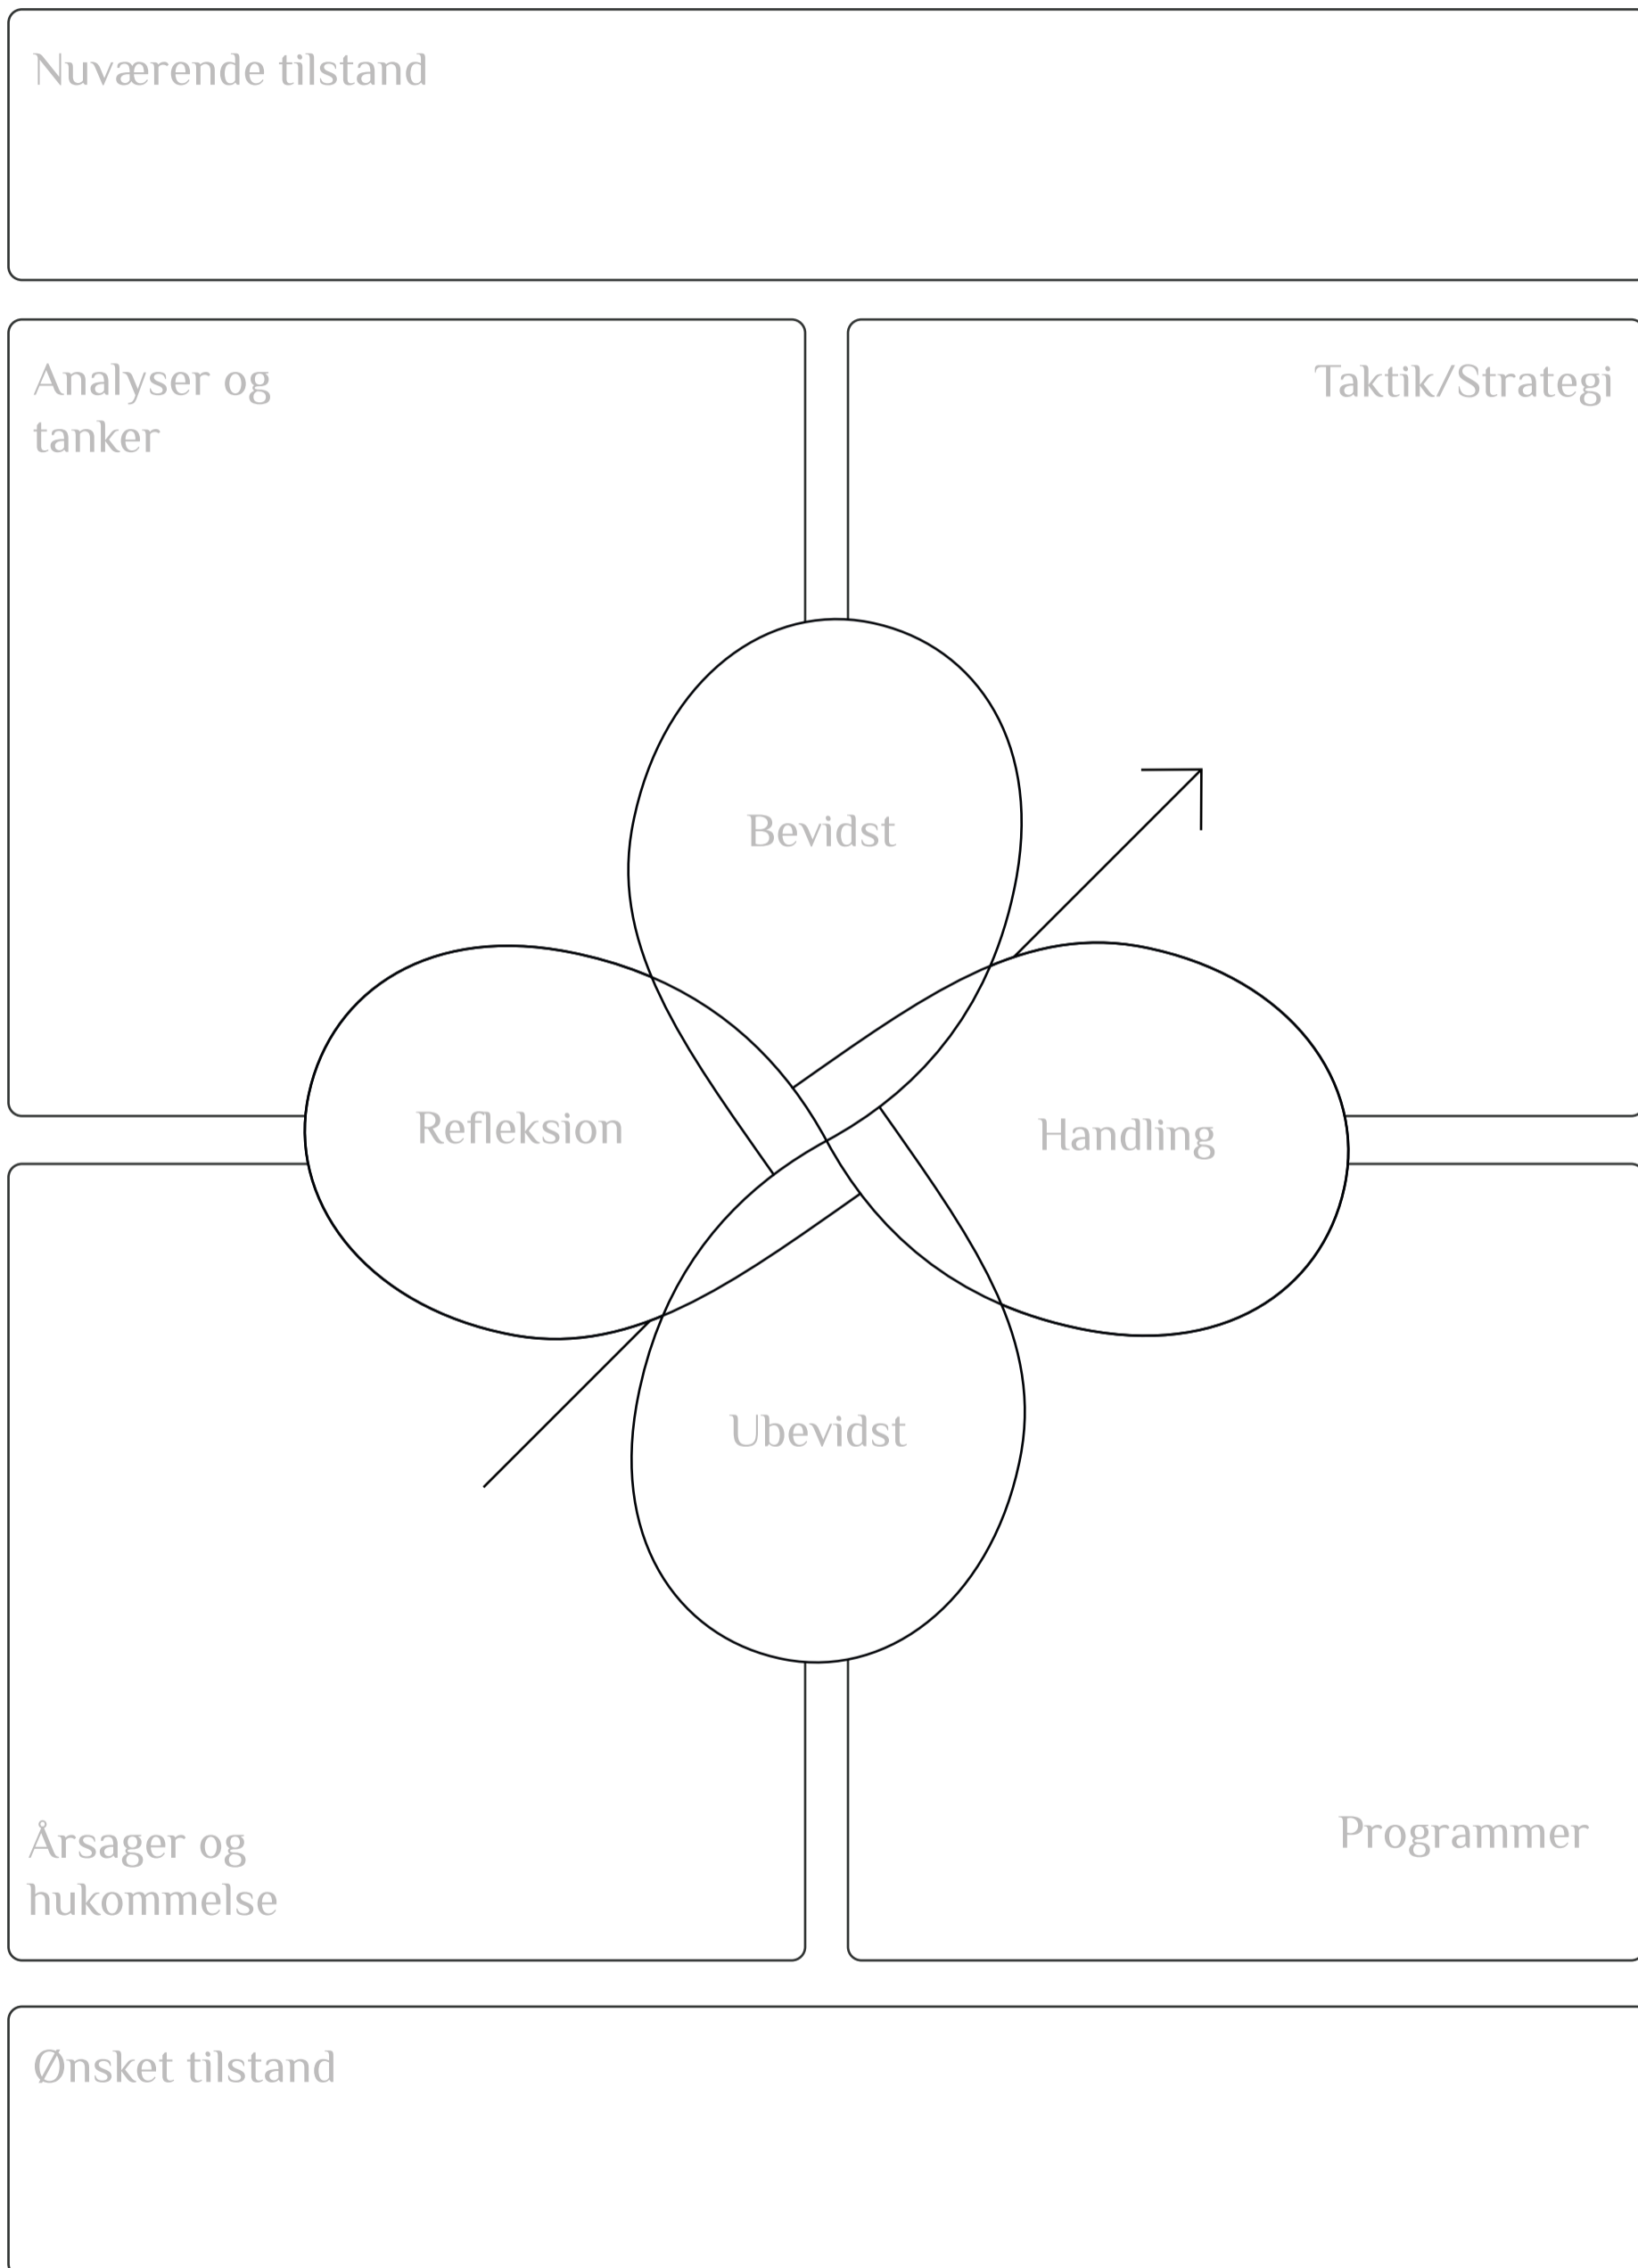 Nuværende tilstand
Analyser og
tanker
Taktik/Strategi
Bevidst
Refleksion
Handling
Ubevidst
Årsager og
hukommelse
Programmer
Ønsket tilstand